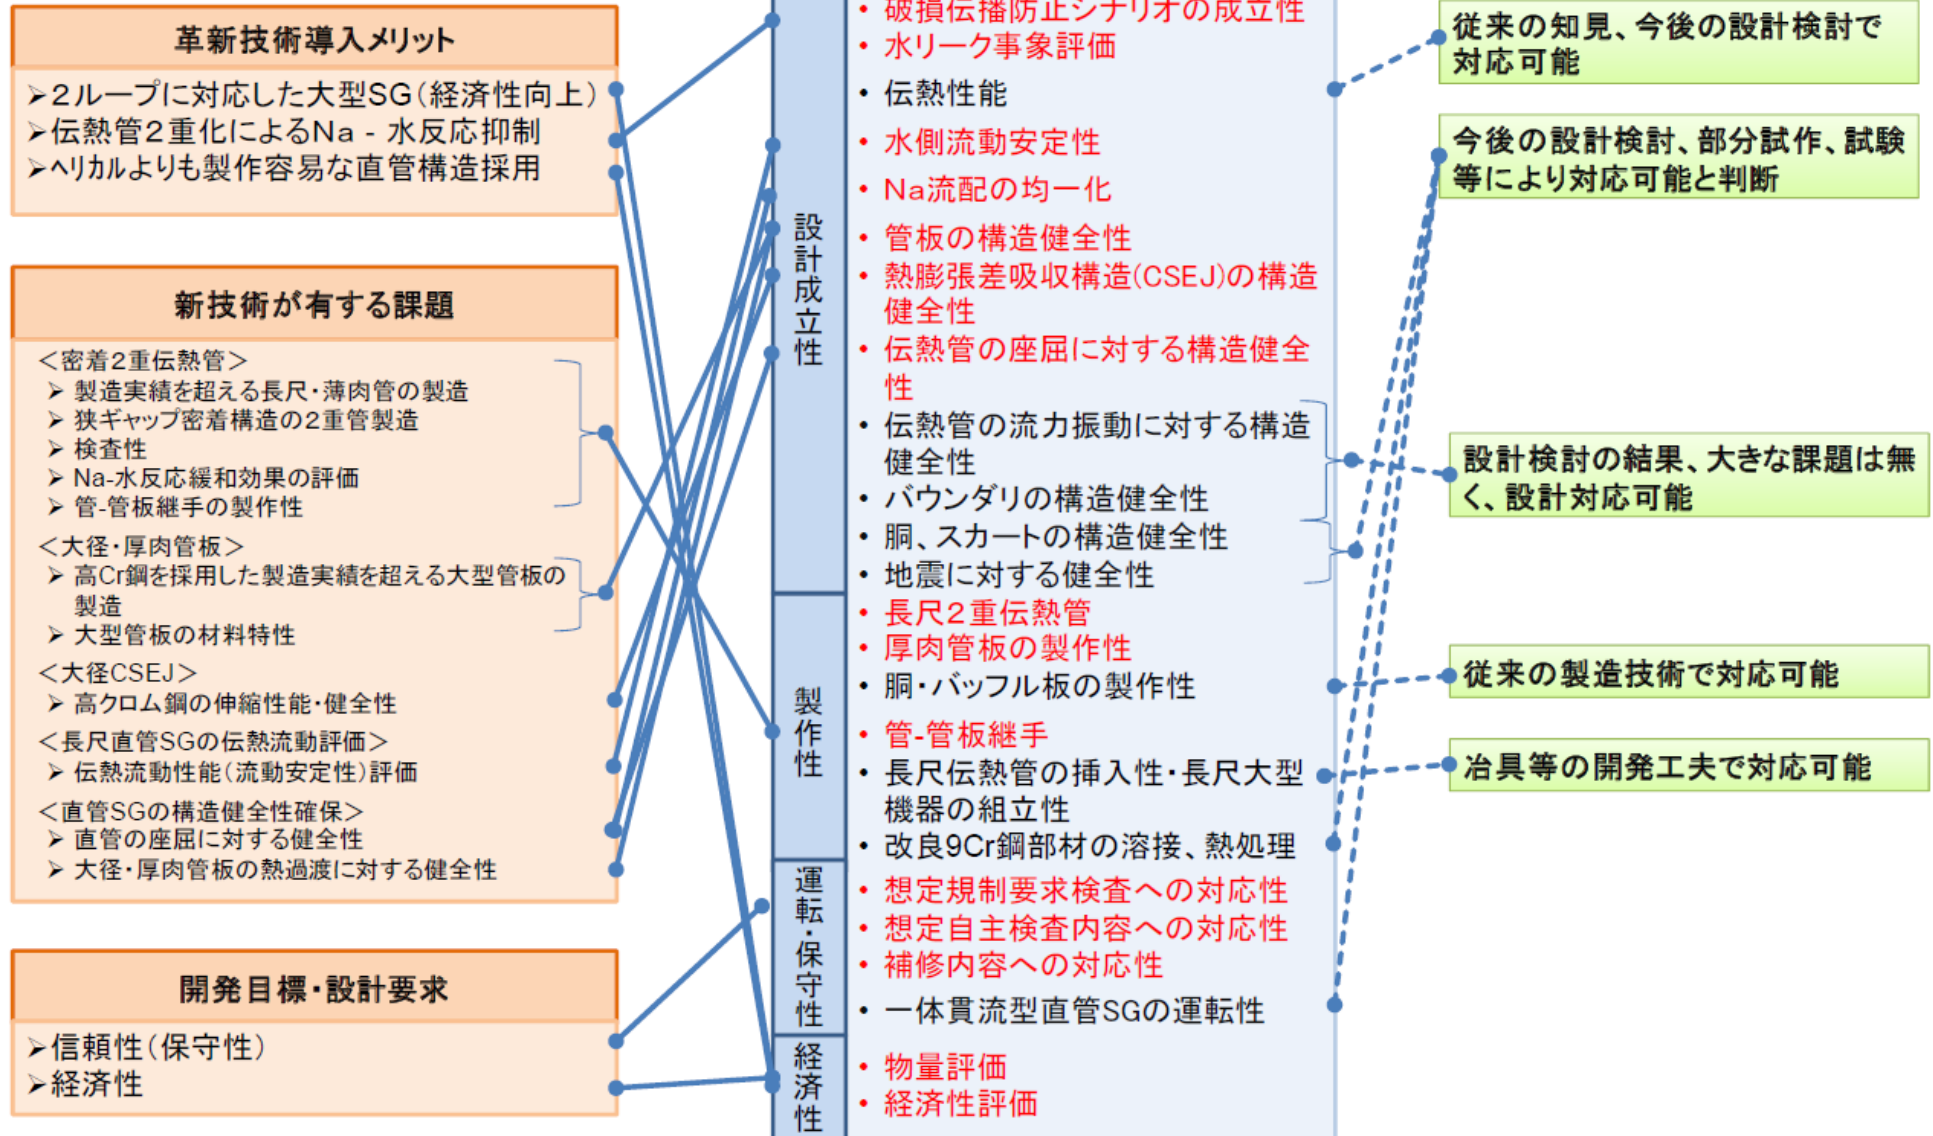 革新技術導入メリット
➢２ループに対応した大型SG（経済性向上）
➢伝熱管２重化によるNa‐水反応抑制
➢ヘリカルよりも製作容易な直管構造採用
新技術が有する課題
＜密着２重伝熱管＞
➢ 製造実績を超える長尺・薄肉管の製造
➢ 狭ギャップ密着構造の２重管製造
➢ 検査性
➢ Na-水反応緩和効果の評価
➢ 管-管板継手の製作性
＜大径・厚肉管板＞
➢ 高Cr鋼を採用した製造実績を超える大型管板の
製造
➢ 大型管板の材料特性
＜大径CSEJ＞
➢ 高クロム鋼の伸縮性能・健全性
＜長尺直管SGの伝熱流動評価＞
➢ 伝熱流動性能（流動安定性）評価
＜直管SGの構造健全性確保＞
➢ 直管の座屈に対する健全性
➢ 大径・厚肉管板の熱過渡に対する健全性
開発目標・設計要求
➢信頼性（保守性）
➢経済性
設計成立性
・破損伝播防止シナリオの成立性
・水リーク事象評価
・伝熱性能
・水側流動安定性
・Ｎａ流配の均一化
・管板の構造健全性
・熱膨張差吸収構造(CSEJ)の構造
健全性
・伝熱管の座屈に対する構造健全
性
・伝熱管の流力振動に対する構造
健全性
・バウンダリの構造健全性
・胴、スカートの構造健全性
・地震に対する健全性
製作性
・長尺２重伝熱管
・厚肉管板の製作性
・胴・バッフル板の製作性
・管-管板継手
・長尺伝熱管の挿入性・長尺大型
機器の組立性
・改良9Cr鋼部材の溶接、熱処理
運転・保守性
・想定規制要求検査への対応性
・想定自主検査内容への対応性
・補修内容への対応性
・一体貫流型直管SGの運転性
経済性
・物量評価
・経済性評価
従来の知見、今後の設計検討で
対応可能
今後の設計検討、部分試作、試験
等により対応可能と判断
設計検討の結果、大きな課題は無
く、設計対応可能
従来の製造技術で対応可能
冶具等の開発工夫で対応可能